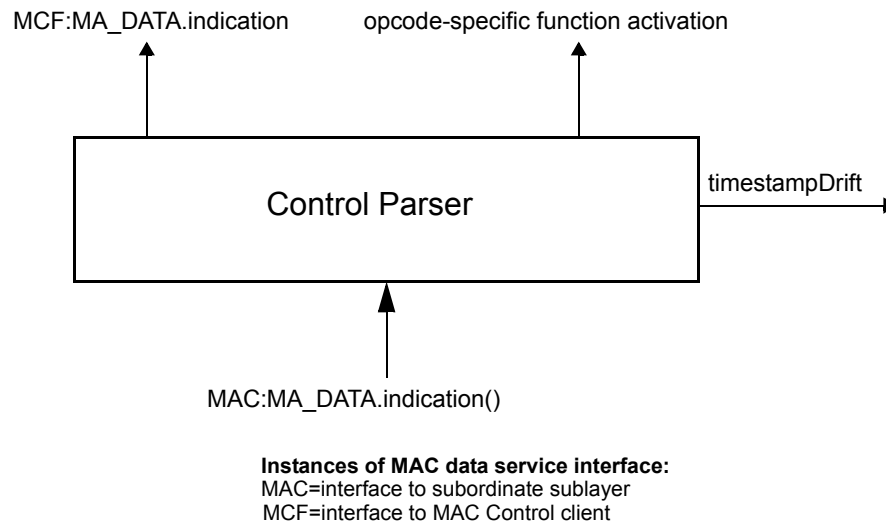 MCF:MA_DATA.indication
opcode-specific function activation
timestampDrift
Control Parser
MAC:MA_DATA.indication()
Instances of MAC data service interface:
MAC=interface to subordinate sublayer
MCF=interface to MAC Control client